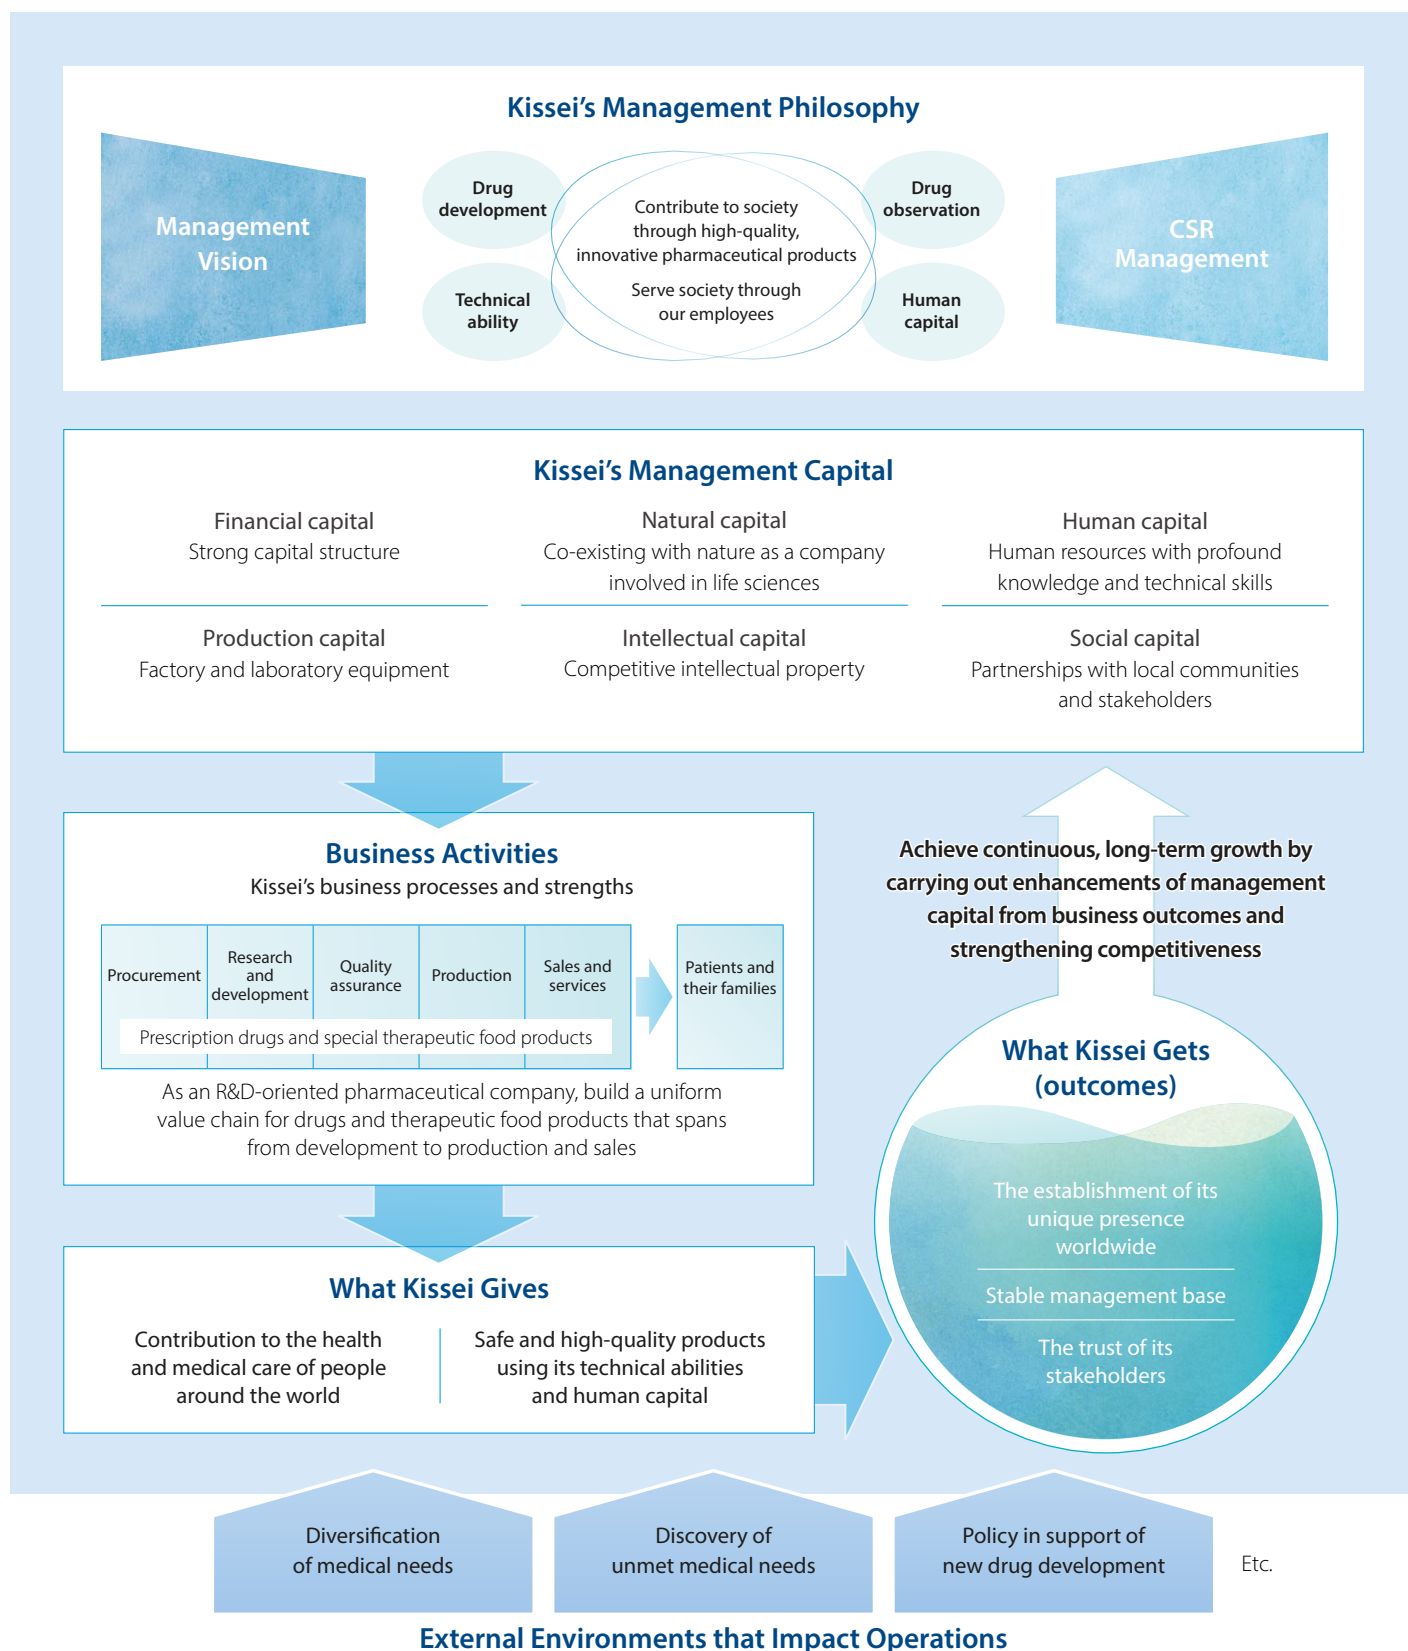 Kissei’s Management Philosophy
Management
Vision
Drug
development
Technical
ability
Contribute to society
through high-quality,
innovative pharmaceutical products
Serve society through
our employees
Drug
observation
Human
capital
CSR
Management
Kissei’s Management Capital
Financial capital
Strong capital structure
Natural capital
Co-existing with nature as a company
involved in life sciences
Human capital
Human resources with profound
knowledge and technical skills
Production capital
Factory and laboratory equipment
Intellectual capital
Competitive intellectual property
Social capital
Partnerships with local communities
and stakeholders
Business Activities
Kissei’s business processes and strengths
Procurement
Research
and
development
Quality
assurance
Production
Sales and
services
Patients and
their families
Prescription drugs and special therapeutic food products
As an R&D-oriented pharmaceutical company, build a uniform
value chain for drugs and therapeutic food products that spans
from development to production and sales
What Kissei Gives
Contribution to the health
and medical care of people
around the world
Safe and high-quality products
using its technical abilities
and human capital
Achieve continuous, long-term growth by
carrying out enhancements of management
capital from business outcomes and
strengthening competitiveness
What Kissei Gets
(outcomes)
The establishment of its
unique presence
worldwide
Stable management base
The trust of its
stakeholders
Diversification
of medical needs
Discovery of
unmet medical needs
Policy in support of
new drug development
Etc.
External Environments that Impact Operations